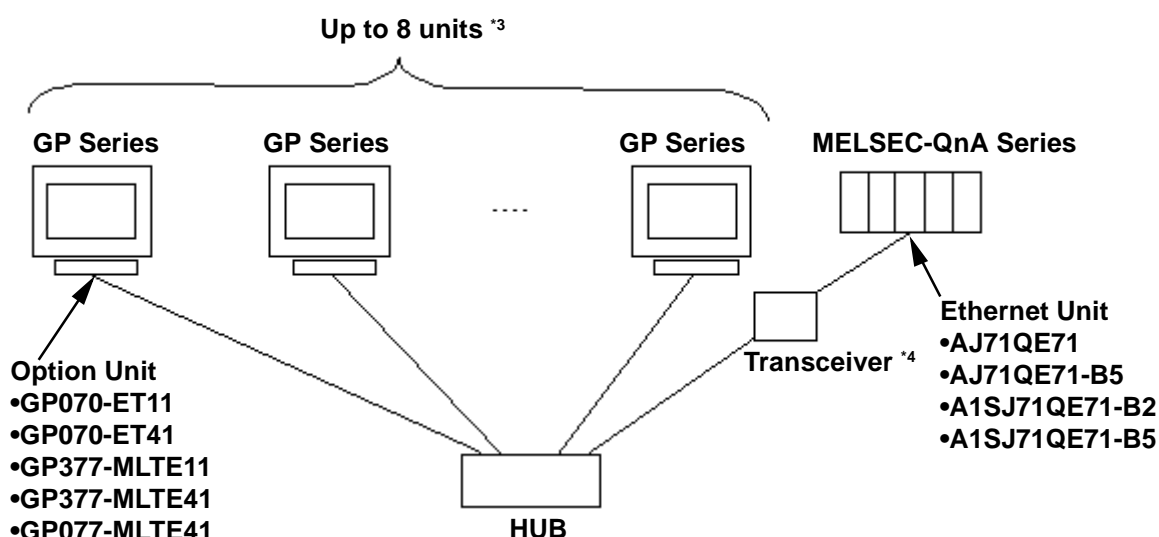 Up to 8 units *3
GP Series
GP Series
GP Series
MELSEC-QnA Series
....
Option Unit
•GP070-ET11
•GP070-ET41
•GP377-MLTE11
•GP377-MLTE41
•GP077-MLTE41
HUB
Transceiver *4
Ethernet Unit
•AJ71QE71
•AJ71QE71-B5
•A1SJ71QE71-B2
•A1SJ71QE71-B5